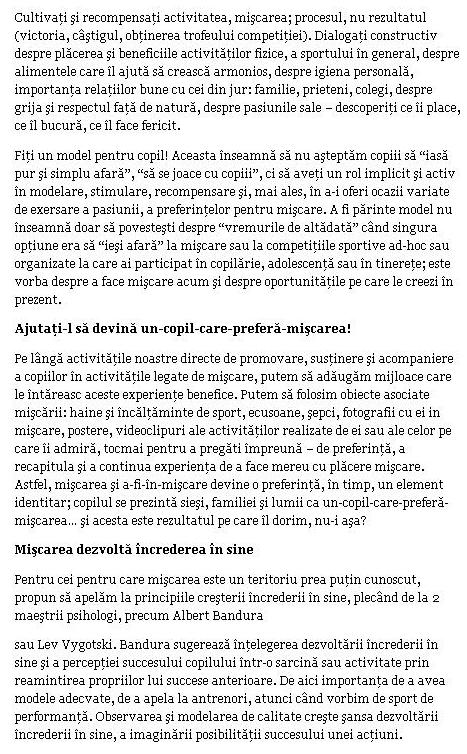 Cultivați și recompensați activitatea, mișcarea; procesul, nu rezultatul
(victoria, câștigul, obținerea trofeului competiției). Dialogați constructiv
despre plăcerea și beneficiile activităților fizice, a sportului în general, despre
alimentele care îl ajută să crească armonios, despre igiena personală,
importanța relațiilor bune cu cei din jur: familie, prieteni, colegi, despre
grija și respectul față de natură, despre pasiunile sale – descoperiți ce îi place,
ce îl bucură, ce îl face fericit.
Fiți un model pentru copil! Aceasta înseamnă să nu așteptăm copiii să “iasă
pur și simplu afară”, “să se joace cu copiii”, ci să aveți un rol implicit și activ
în modelare, stimulare, recompensare și, mai ales, în a-i oferi ocazii variate
de exersare a pasiunii, a preferințelor pentru mișcare. A fi părinte model nu
înseamnă doar să povestești despre “vremurile de altădată” când singura
opțiune era să “ieși afară” la mișcare sau la competițiile sportive ad-hoc sau
organizate la care ai participat în copilărie, adolescență sau în tinerețe; este
vorba despre a face mișcare acum și despre oportunitățile pe care le creezi în
prezent.
Ajutați-l să devină un-copil-care-preferă-mișcarea!
Pe lângă activitățile noastre directe de promovare, susținere și acompaniere
a copiilor în activitățile legate de mișcare, putem să adăugăm mijloace care
le întăreasc aceste experiențe benefice. Putem să folosim obiecte asociate
mișcării: haine și încălțăminte de sport, ecusoane, șepci, fotografii cu ei in
mișcare, postere, videoclipuri ale activităților realizate de ei sau ale celor pe
care îi admiră, tocmai pentru a pregăti împreună – de preferință, a
recapitula și a continua experiența de a face mereu cu plăcere mișcare.
Astfel, mișcarea și a-fi-în-mișcare devine o preferință, în timp, un element
identitar; copilul se prezintă sieși, familiei și lumii ca un-copil-care-preferă-
mișcarea... și acesta este rezultatul pe care îl dorim, nu-i așa?
Mișcarea dezvoltă încrederea în sine
Pentru cei pentru care mișcarea este un teritoriu prea puțin cunoscut,
propun să apelăm la principiile creșterii încrederii în sine, plecând de la 2
maeștrii psihologi, precum Albert Bandura
sau Lev Vygotski. Bandura sugerează înțelegerea dezvoltării încrederii în
sine și a percepției succesului copilului într-o sarcină sau activitate prin
reamintirea propriilor lui succese anterioare. De aici importanța de a avea
modele adecvate, de a apela la antrenori, atunci când vorbim de sport de
performanță. Observarea și modelarea de calitate crește șansa dezvoltării
încrederii în sine, a imaginării posibilității succesului unei acțiuni.